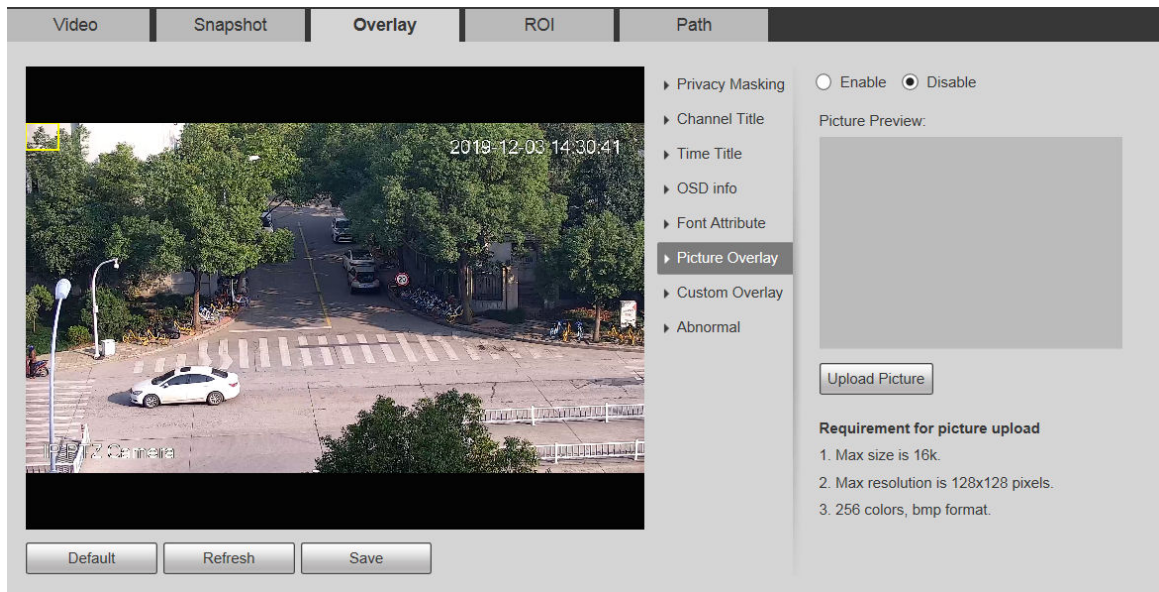 Video
Snapshot
Overlay
ROI
Path
2019-12-03 14:30:41
20
IP PTZ Camera
Privacy Masking
Channel Title
Time Title
OSD info
Font Attribute
Picture Overlay
Custom Overlay
Abnormal
Enable
Disable
Picture Preview:
Upload Picture
Requirement for picture upload
1. Max size is 16k.
2. Max resolution is 128x128 pixels.
3. 256 colors, bmp format.
Default
Refresh
Save